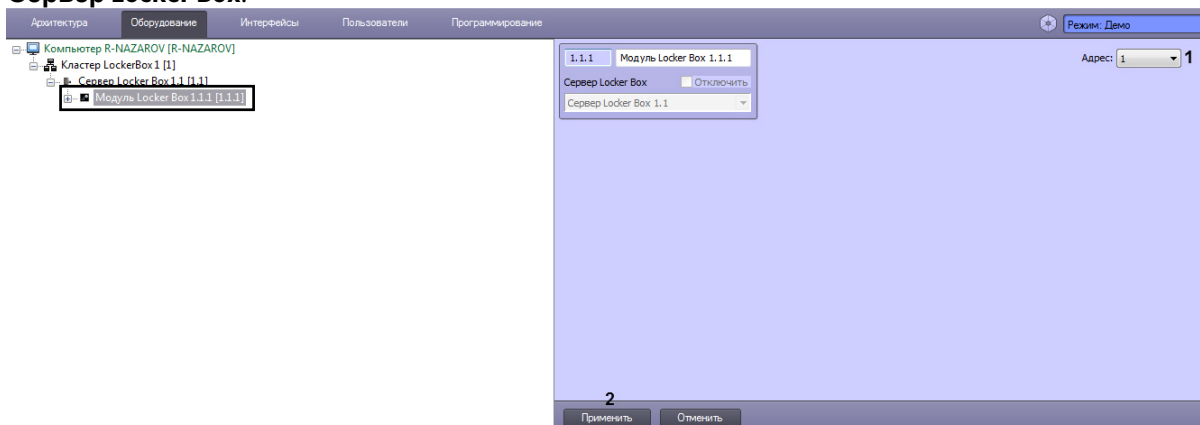 Сервер Locker Box.
Архитектура Оборудование Интерфейсы Пользователи Программирование Режим: Демо
Компьютер R-NAZAROV [R-NAZAROV]
Кластер LockerBox 1 [1]
Сервер Locker Box 1.1 [1.1]
Модуль Locker Box 1.1.1 [1.1.1]
1.1.1 Модуль Locker Box 1.1.1
Адрес: 1 1
Сервер Locker Box Отключить
Сервер Locker Box 1.1
2
Применить Отменить